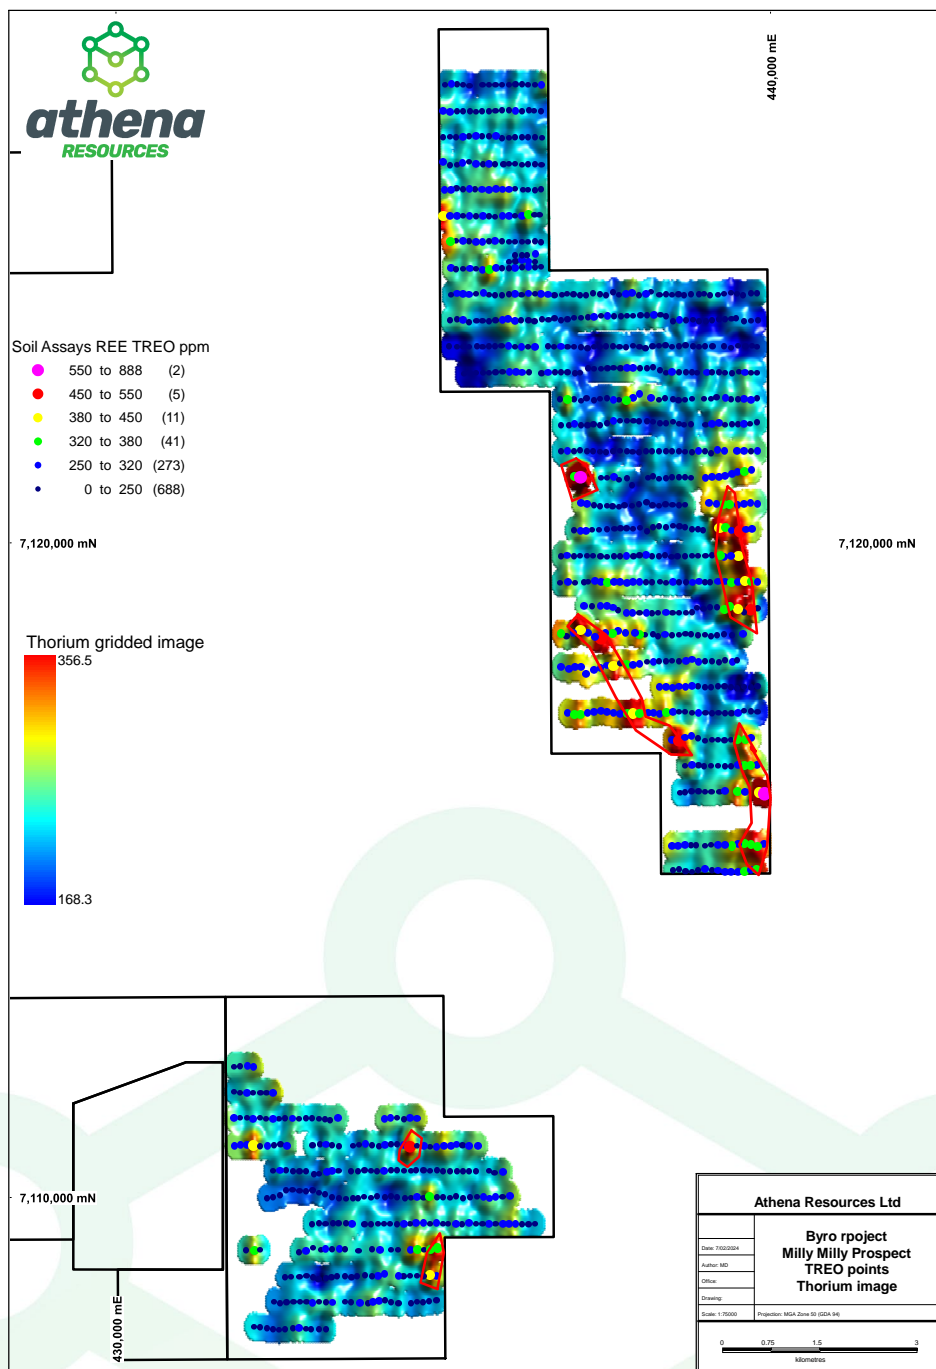 440,000 mE
athena
RESOURCES
Soil Assays REE TREO ppm
550 to 888 (2)
450 to 550 (5)
380 to 450 (11)
320 to 380 (41)
250 to 320 (273)
0 to 250 (688)
7,120,000 mN
7,120,000 mN
Thorium gridded image
356.5
168.3
7,110,000 mN
430,000 mE
Athena Resources Ltd
Byro rpoject
Milly Milly Prospect
TREO points
Thorium image
Date: 7/02/2024
Author: MD
Office:
Drawing:
Scale: 1:75000
Projection: MGA Zone 50 (GDA 94)
0 0.75 1.5 3
kilometres